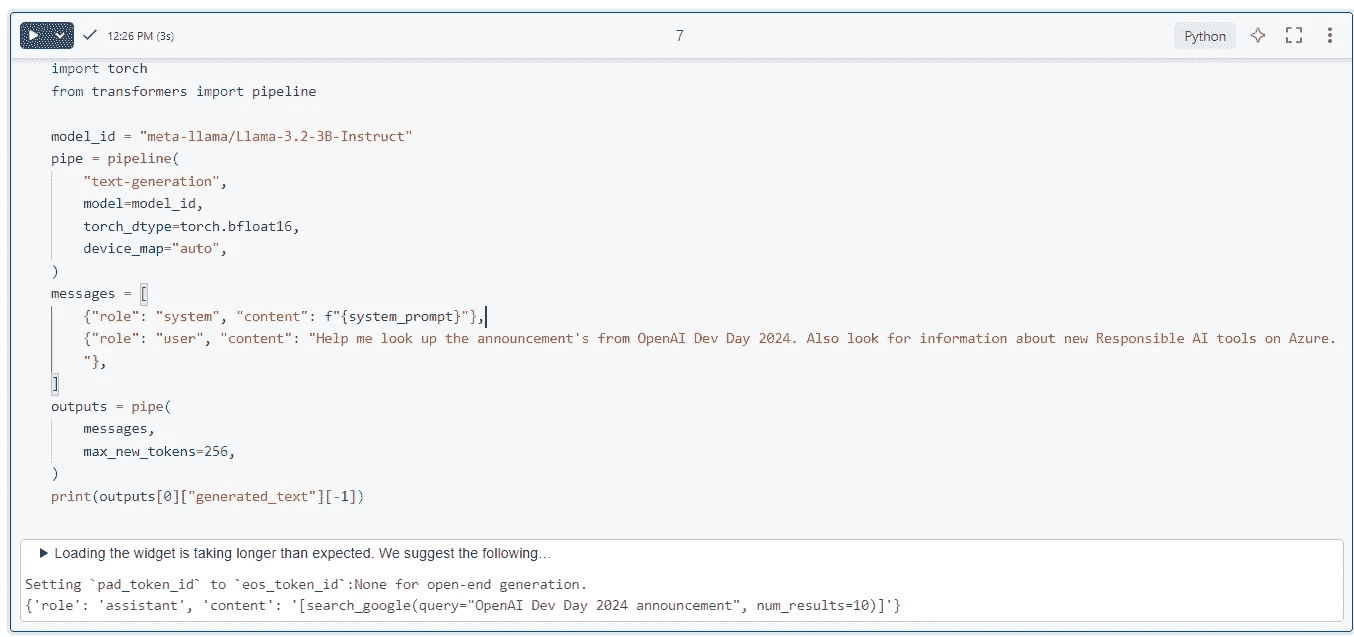 12:26 PM (3s)
7
Python
import torch
from transformers import pipeline
model_id = "meta-llama/Llama-3.2-3B-Instruct"
pipe = pipeline(
    "text-generation",
    model=model_id,
    torch_dtype=torch.bfloat16,
    device_map="auto",
)
messages = [
    {"role": "system", "content": f"{system_prompt}"},
    {"role": "user", "content": "Help me look up the announcement's from OpenAI Dev Day 2024. Also look for information about new Responsible AI tools on Azure.
    "},
]
outputs = pipe(
    messages,
    max_new_tokens=256,
)
print(outputs[0]["generated_text"][-1])
Loading the widget is taking longer than expected. We suggest the following...
Setting `pad_token_id` to `eos_token_id`:None for open-end generation.
{'role': 'assistant', 'content': '[search_google(query="OpenAI Dev Day 2024 announcement", num_results=10)]'}